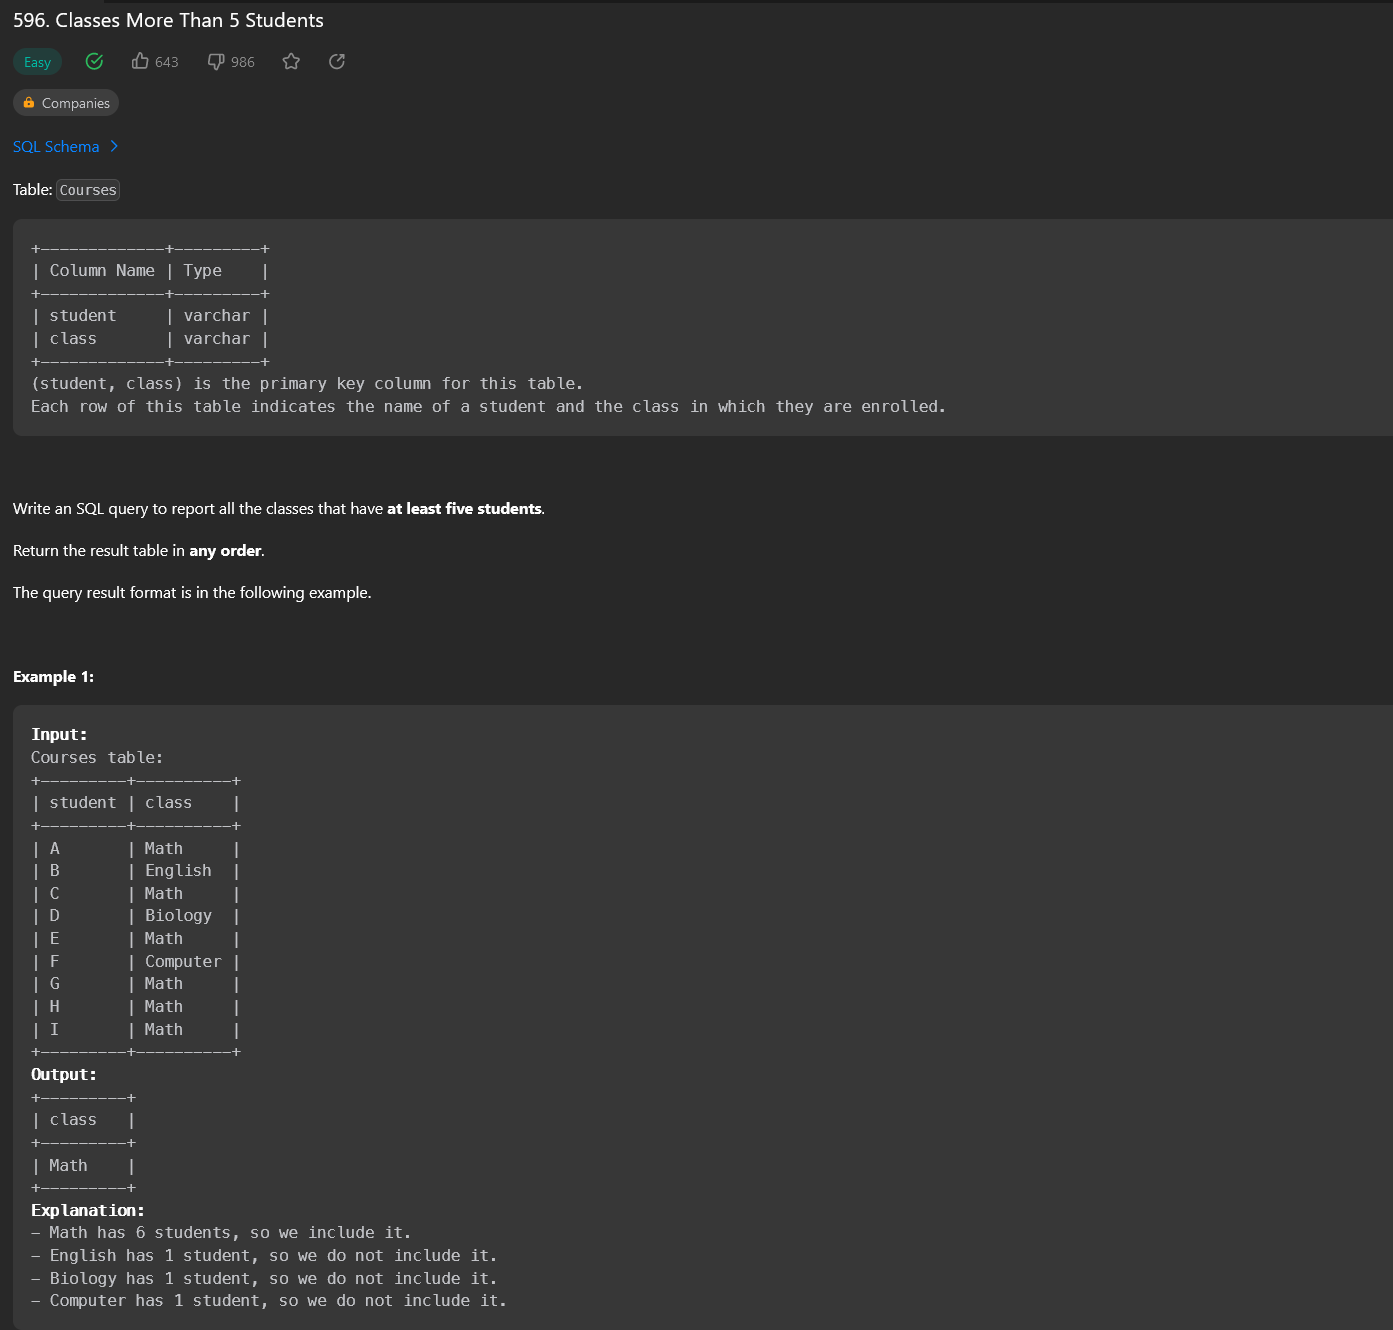 596. Classes More Than 5 Students
Easy 643 986
Companies
SQL Schema
Table: Courses
+-------------+---------+
| Column Name | Type    |
+-------------+---------+
| student     | varchar |
| class       | varchar |
+-------------+---------+
(student, class) is the primary key column for this table.
Each row of this table indicates the name of a student and the class in which they are enrolled.
Write an SQL query to report all the classes that have at least five students.
Return the result table in any order.
The query result format is in the following example.
Example 1:
Input:
Courses table:
+---------+----------+
| student | class    |
+---------+----------+
| A       | Math     |
| B       | English  |
| C       | Math     |
| D       | Biology  |
| E       | Math     |
| F       | Computer |
| G       | Math     |
| H       | Math     |
| I       | Math     |
+---------+----------+
Output:
+---------+
| class   |
+---------+
| Math    |
+---------+
Explanation:
- Math has 6 students, so we include it.
- English has 1 student, so we do not include it.
- Biology has 1 student, so we do not include it.
- Computer has 1 student, so we do not include it.